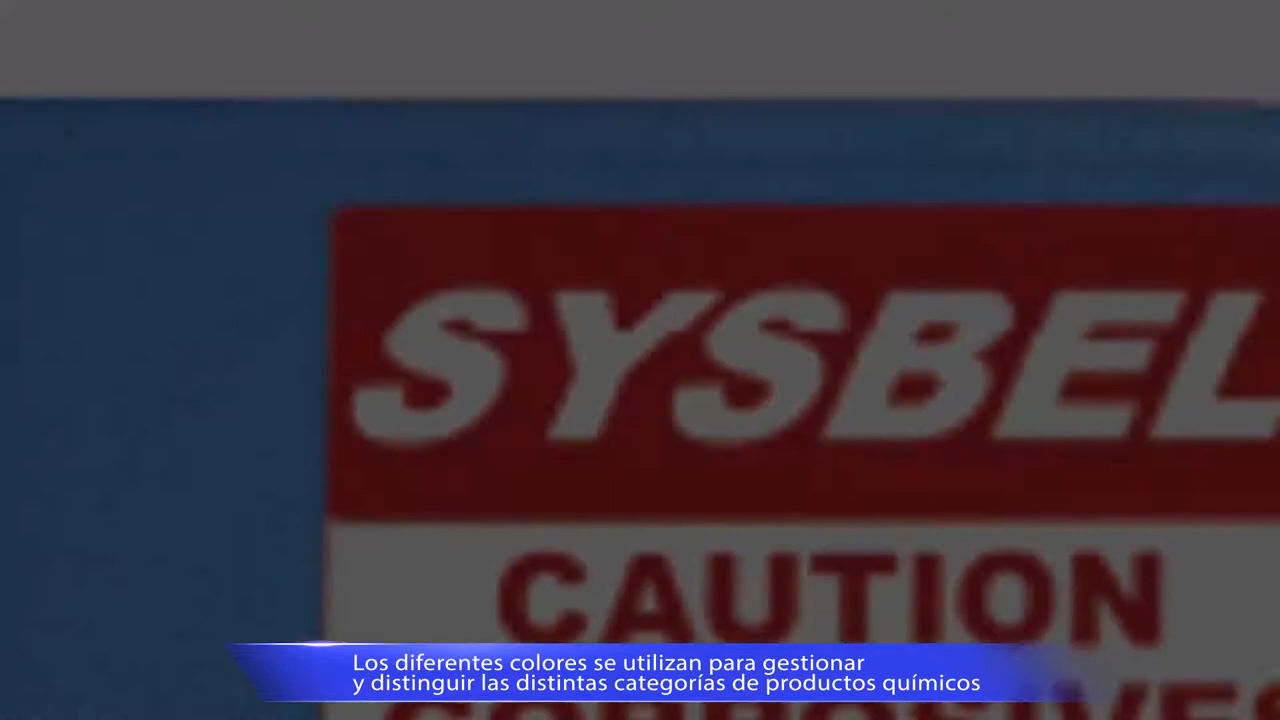 SYSBEL
CAUTION
Los diferentes colores se utilizan para gestionar
y distinguir las distintas categorías de productos químicos